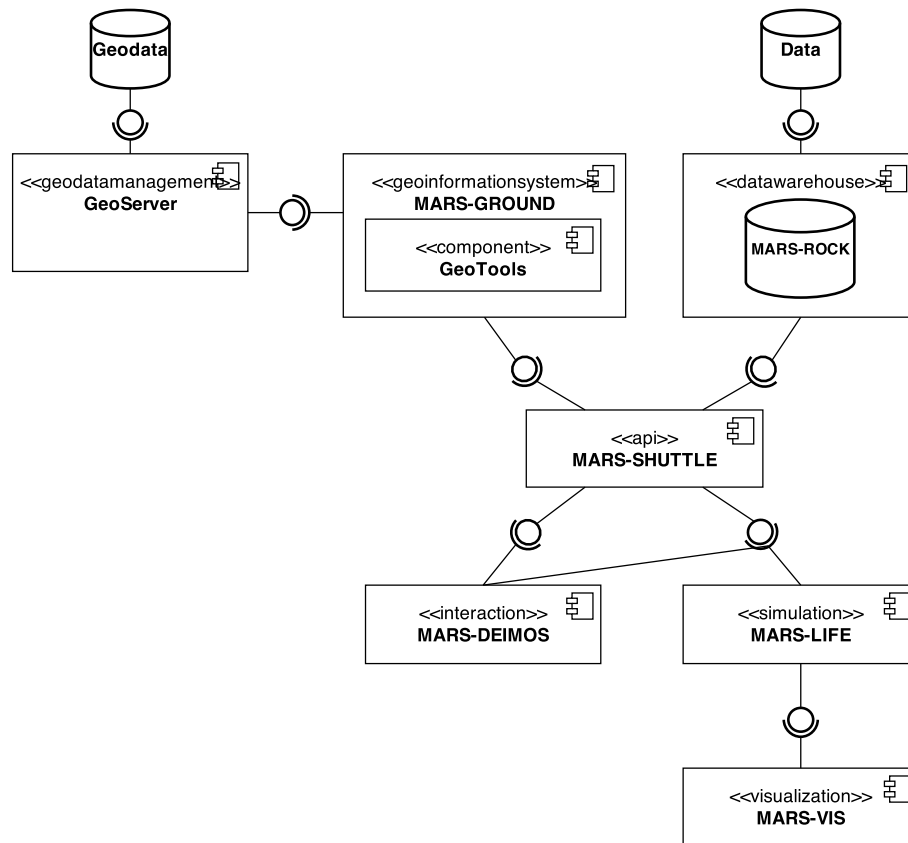 Geodata
Data
<<geodatamanagement>>
GeoServer
<<geoinformationsystem>>
MARS-GROUND
<<component>>
GeoTools
<<datawarehouse>>
MARS-ROCK
<<api>>
MARS-SHUTTLE
<<interaction>>
MARS-DEIMOS
<<simulation>>
MARS-LIFE
<<visualization>>
MARS-VIS